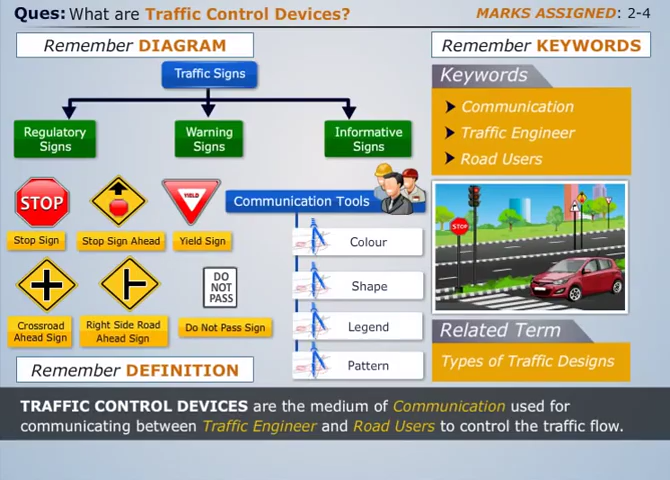 Ques: What are Traffic Control Devices?
MARKS ASSIGNED: 2-4
Remember DIAGRAM
Traffic Signs
Regulatory
Signs
Warning
Signs
Informative
Signs
STOP
YIELD
Stop Sign
Stop Sign Ahead
Yield Sign
DO
NOT
PASS
Crossroad
Ahead Sign
Right Side Road
Ahead Sign
Do Not Pass Sign
Communication Tools
Colour
Shape
Legend
Pattern
Remember KEYWORDS
Keywords
Communication
Traffic Engineer
Road Users
STOP
Related Term
Types of Traffic Designs
Remember DEFINITION
TRAFFIC CONTROL DEVICES are the medium of Communication used for
communicating between Traffic Engineer and Road Users to control the traffic flow.